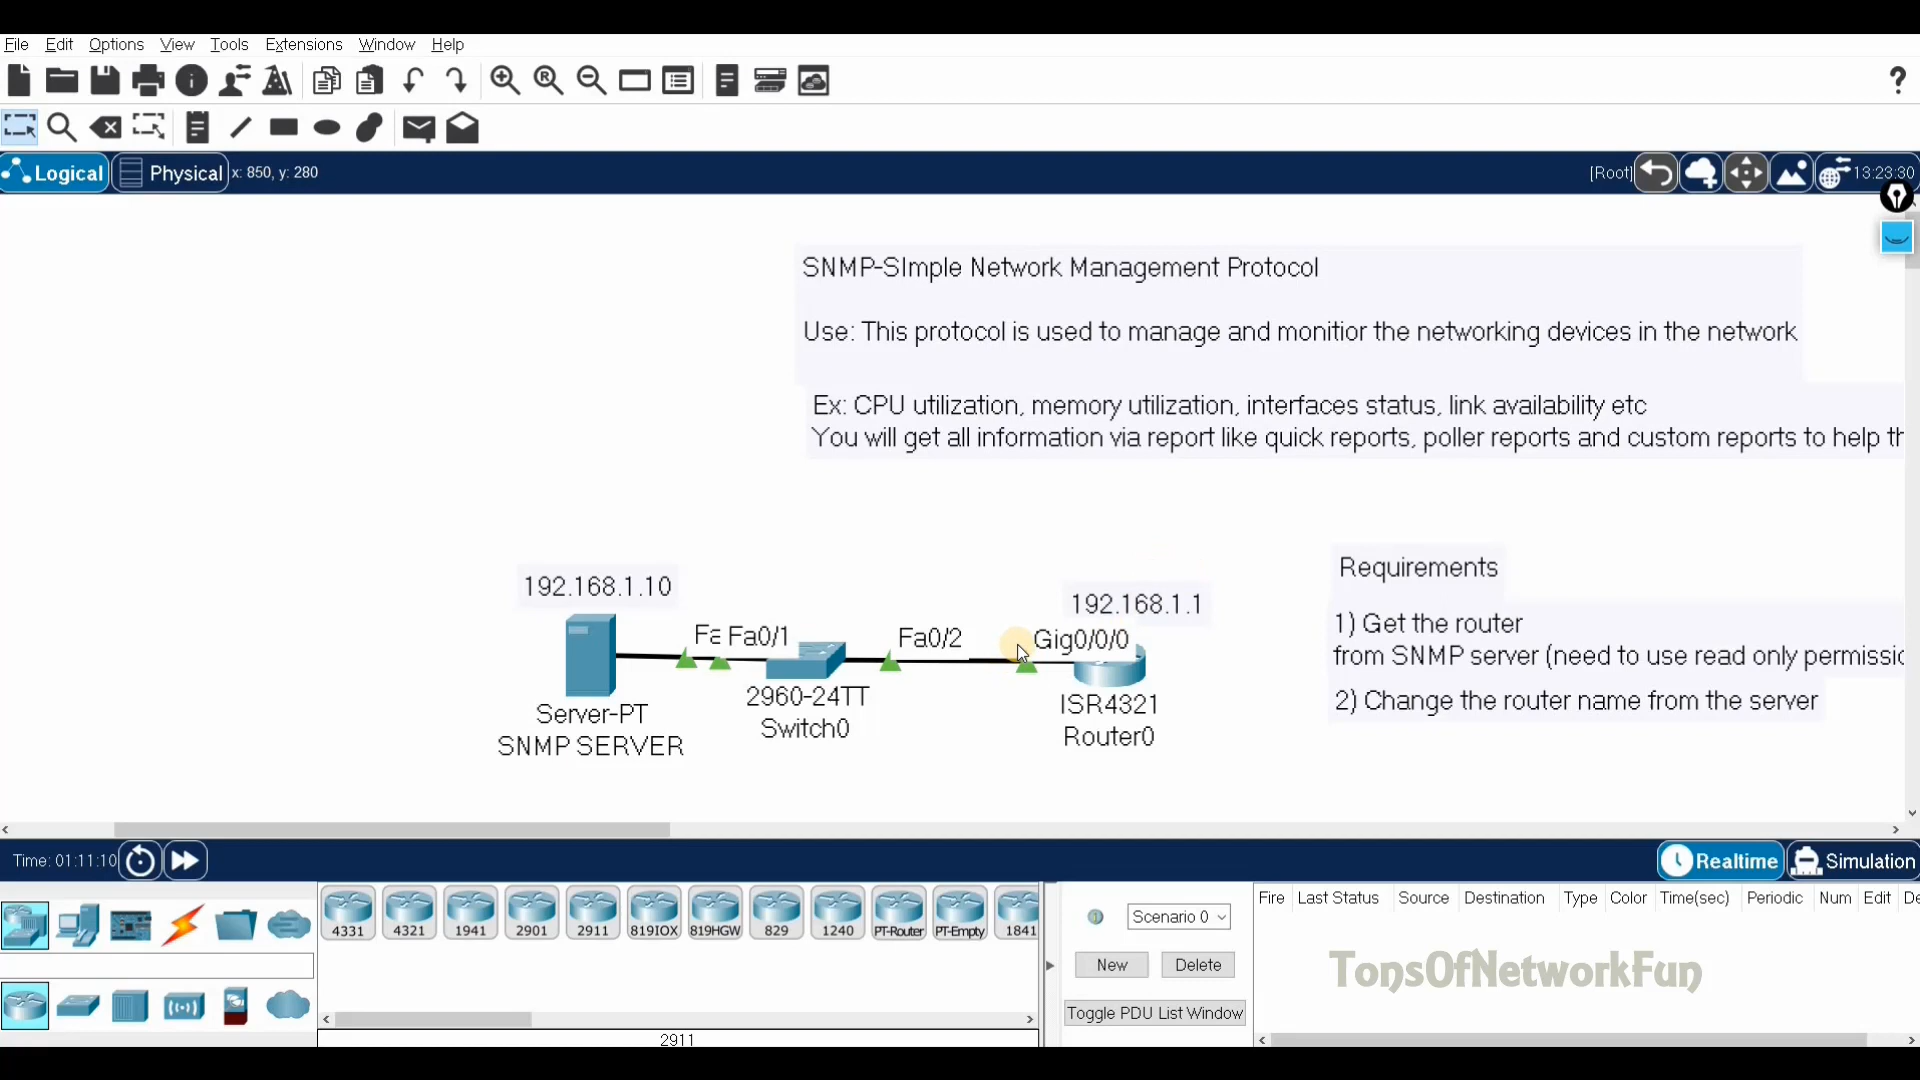 File Edit Options View Tools Extensions Window Help
Logical Physical x: 850, y: 280 [Root] 13:23:30
SNMP-SImple Network Management Protocol
Use: This protocol is used to manage and monitior the networking devices in the network
Ex: CPU utilization, memory utilization, interfaces status, link availability etc
You will get all information via report like quick reports, poller reports and custom reports to help th
192.168.1.10
192.168.1.1
Fa Fa0/1 Fa0/2 Gig0/0/0
2960-24TT
Switch0
Server-PT
SNMP SERVER
ISR4321
Router0
Requirements
1) Get the router
from SNMP server (need to use read only permissic
2) Change the router name from the server
Time: 01:11:10 Realtime Simulation
4331 4321 1941 2901 2911 819IOX 819HGW 829 1240 PT-Router PT-Empty 1841
2911
Scenario 0
New Delete
Toggle PDU List Window
Fire Last Status Source Destination Type Color Time(sec) Periodic Num Edit De
TonsOfNetworkFun